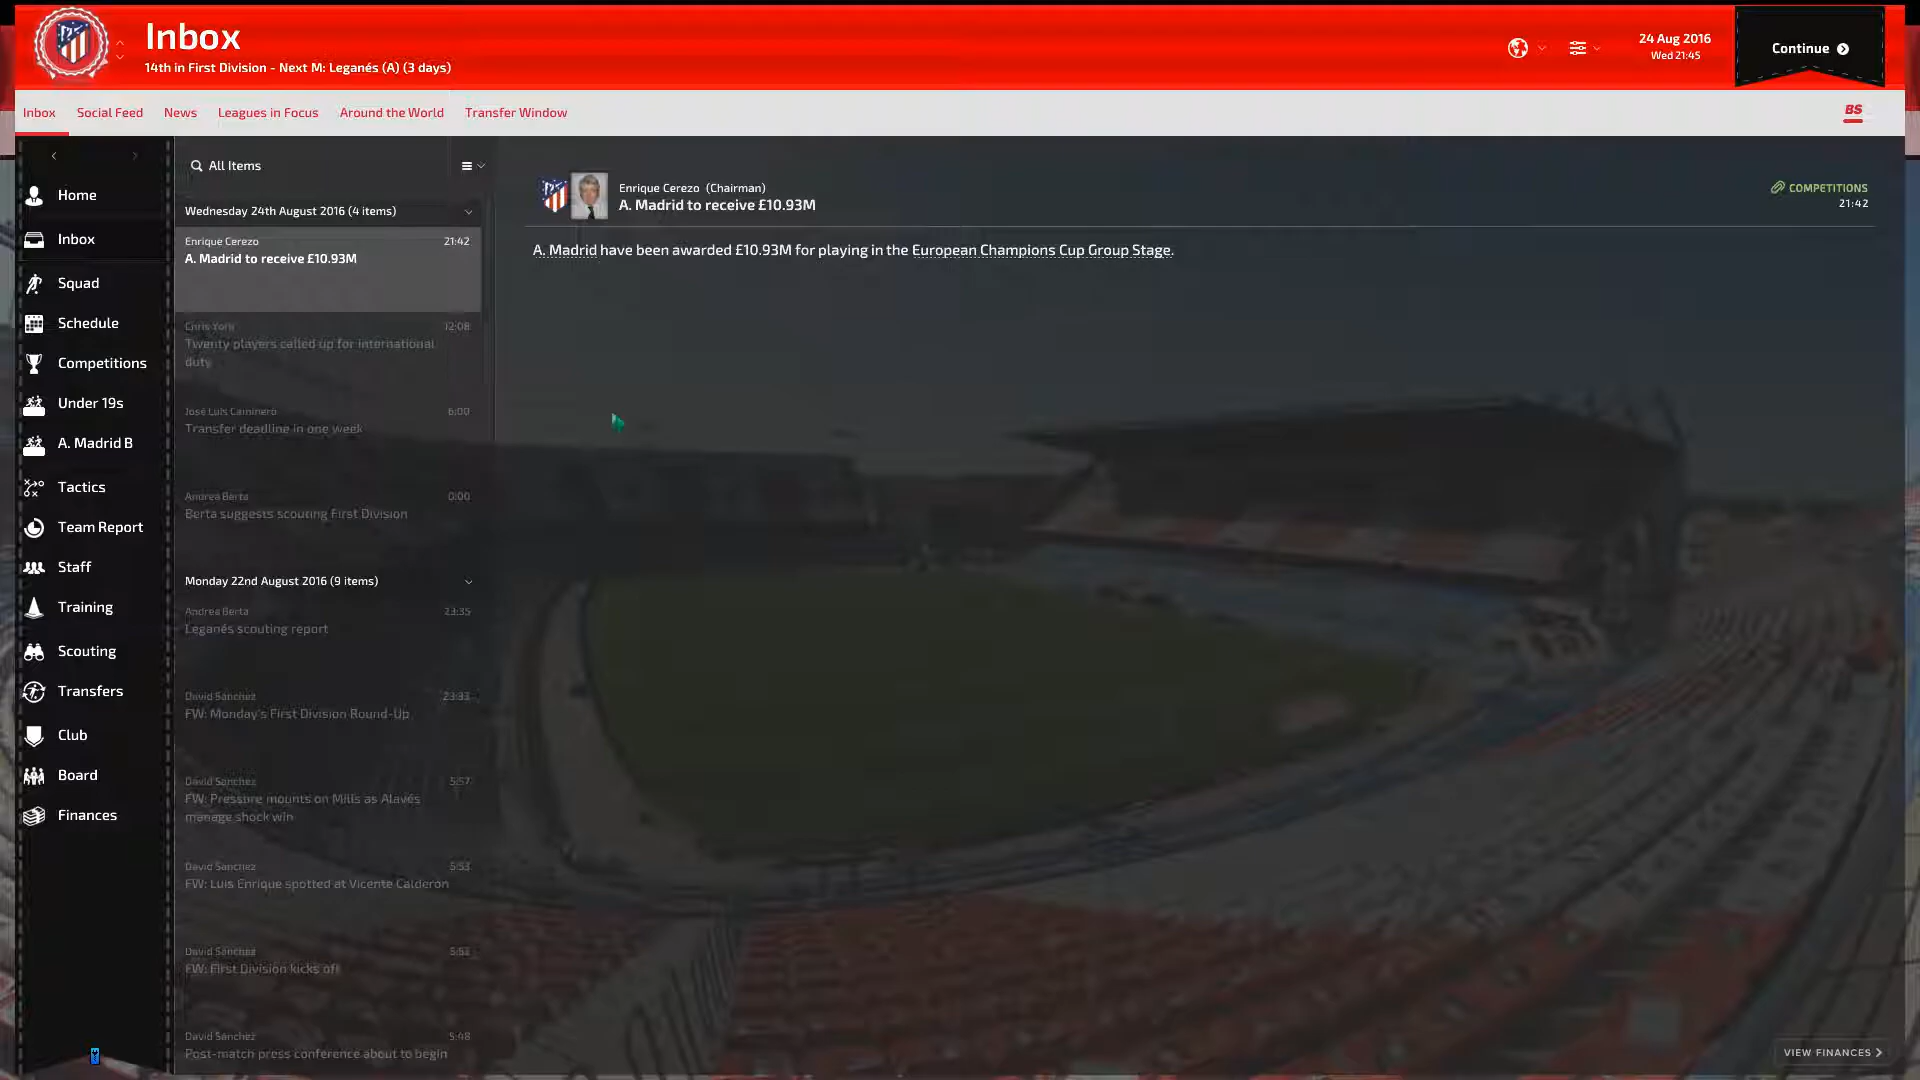 Inbox
14th in First Division - Next M: Leganés (A) (3 days)
24 Aug 2016
Wed 21:45
Continue
Inbox
Social Feed
News
Leagues in Focus
Around the World
Transfer Window
BS
Home
Inbox
Squad
Schedule
Competitions
Under 19s
A. Madrid B
Tactics
Team Report
Staff
Training
Scouting
Transfers
Club
Board
Finances
All Items
Wednesday 24th August 2016 (4 items)
Enrique Cerezo 21:42
A. Madrid to receive £10.93M
Chris York 12:08
Twenty players called up for international
duty
José Luis Caminero 6:00
Transfer deadline in one week
Andrea Berta 0:00
Berta suggests scouting First Division
Monday 22nd August 2016 (9 items)
Andrea Berta 23:35
Leganés scouting report
David Sánchez 23:33
FW: Monday's First Division Round-Up
David Sánchez 5:57
FW: Pressure mounts on Mills as Alavés
manage shock win
David Sánchez 5:53
FW: Luis Enrique spotted at Vicente Calderón
David Sánchez 5:52
FW: First Division kicks off
David Sánchez 5:48
Post-match press conference about to begin
Enrique Cerezo (Chairman)
A. Madrid to receive £10.93M
COMPETITIONS
21:42
A. Madrid have been awarded £10.93M for playing in the European Champions Cup Group Stage.
VIEW FINANCES